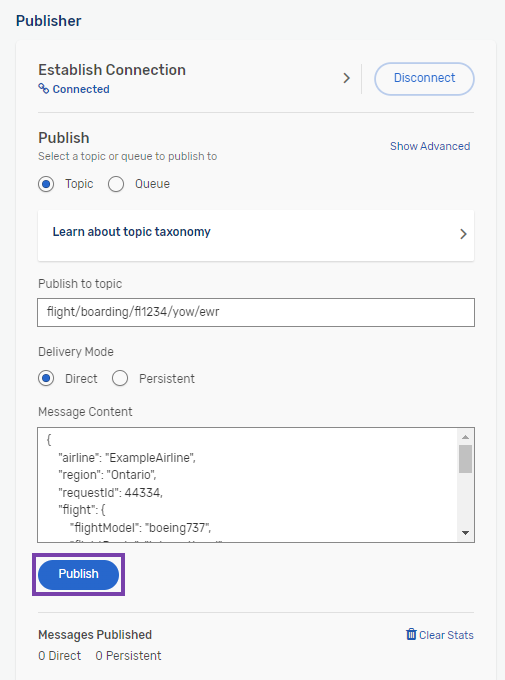 Publisher
Establish Connection
Connected
Disconnect
Publish
Select a topic or queue to publish to
Show Advanced
Topic
Queue
Learn about topic taxonomy
Publish to topic
flight/boarding/fl1234/yow/ewr
Delivery Mode
Direct
Persistent
Message Content
{
"airline": "ExampleAirline",
"region": "Ontario",
"requestId": 44334,
"flight": {
"flightModel": "boeing737",
Publish
Messages Published
Clear Stats
0 Direct 0 Persistent